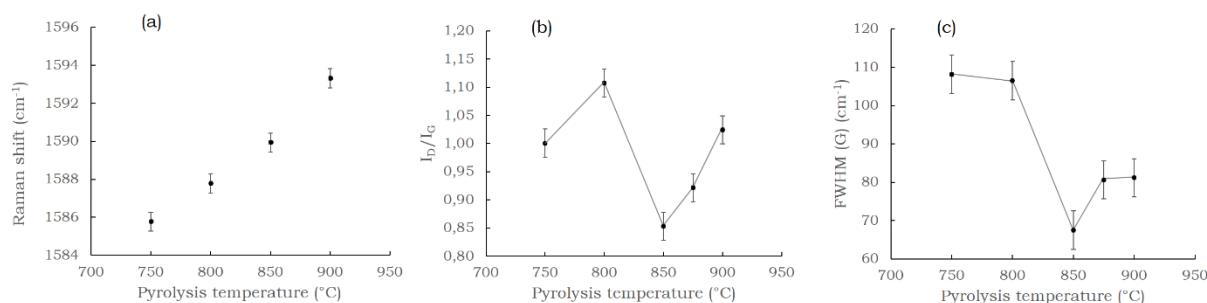 (a)
Raman shift (cm⁻¹)
1596
1594
1592
1590
1588
1586
1584
700 750 800 850 900 950
Pyrolysis temperature (°C)
(b)
I_D/I_G
1,20
1,15
1,10
1,05
1,00
0,95
0,90
0,85
0,80
700 750 800 850 900 950
Pyrolysis temperature (°C)
(c)
FWHM (G) (cm⁻¹)
120
110
100
90
80
70
60
700 750 800 850 900 950
Pyrolysis temperature (°C)